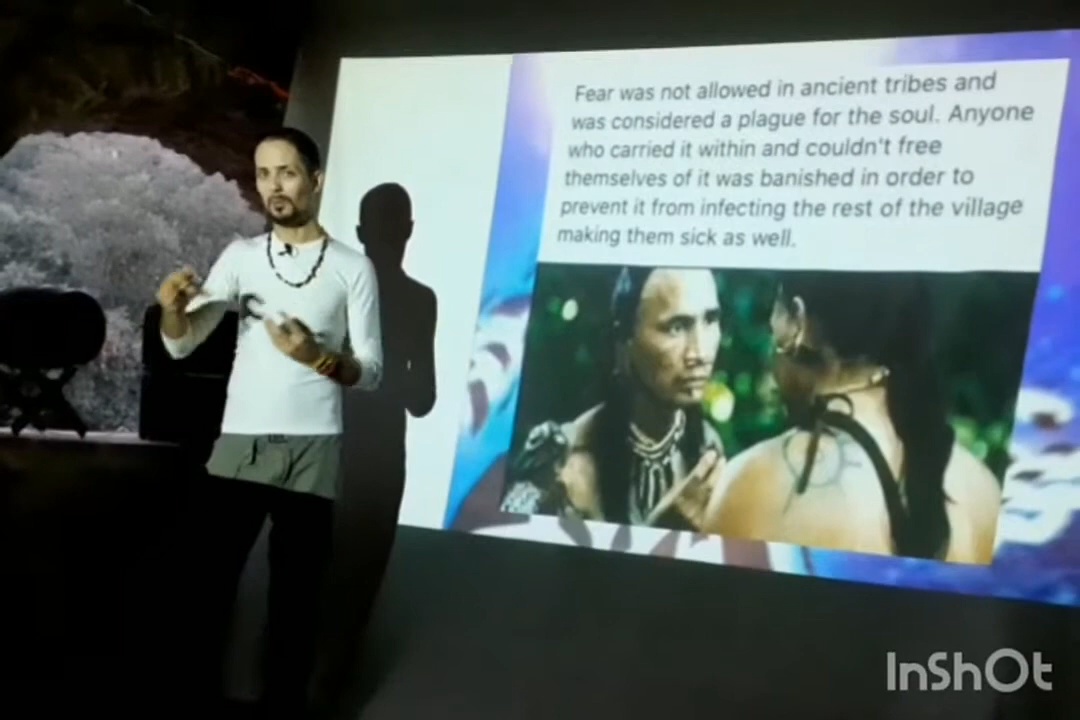 Fear was not allowed in ancient tribes and
was considered a plague for the soul. Anyone
who carried it within and couldn't free
themselves of it was banished in order to
prevent it from infecting the rest of the village
making them sick as well.
InShOt